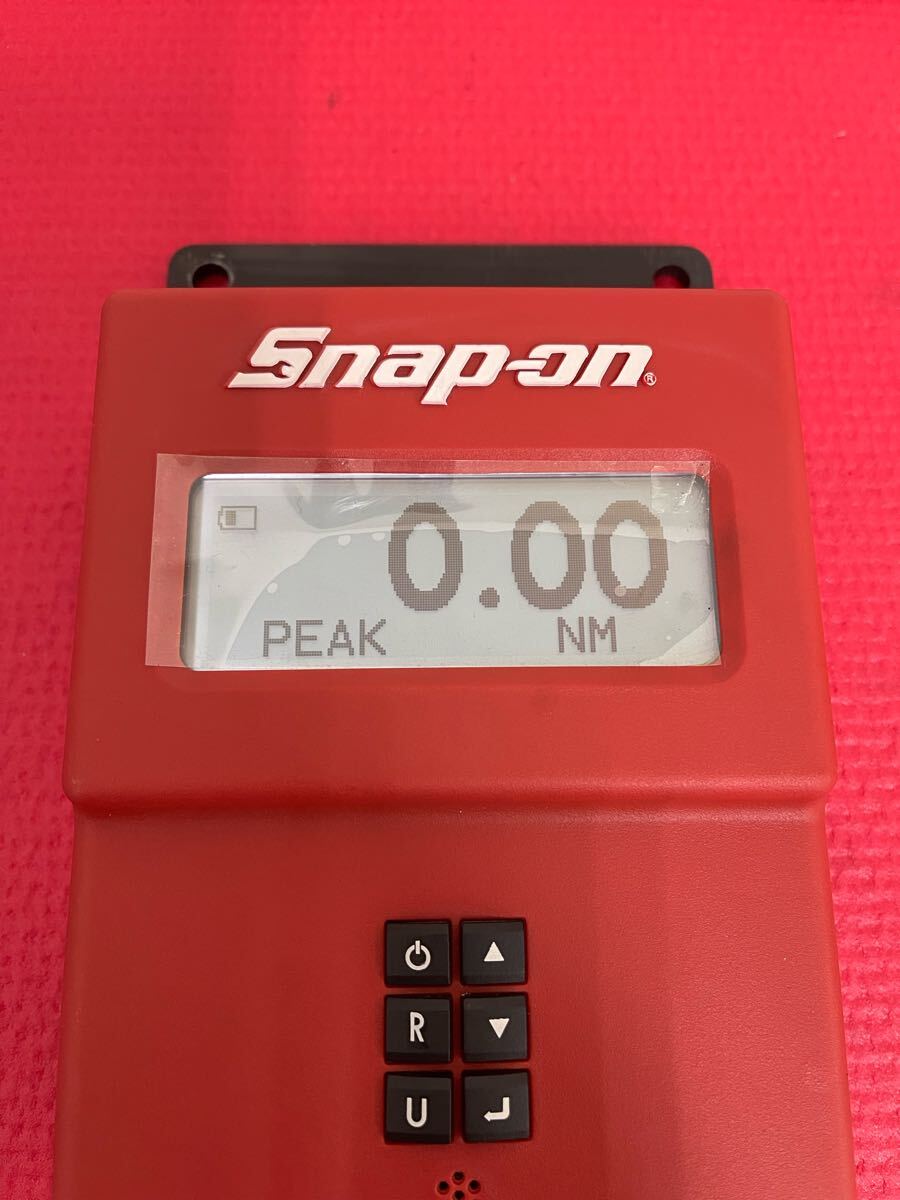 Snap-on®
0.00
PEAK NM
R
U